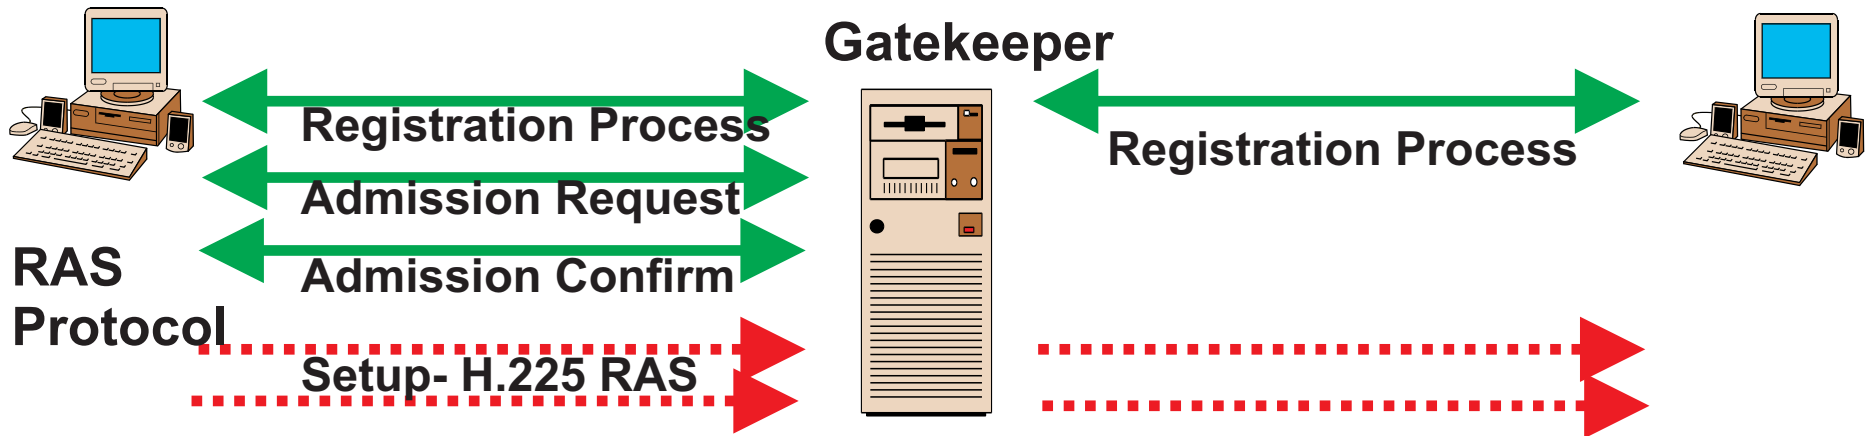 Gatekeeper
Registration Process
Registration Process
Admission Request
RAS
Protocol
Admission Confirm
Setup- H.225 RAS